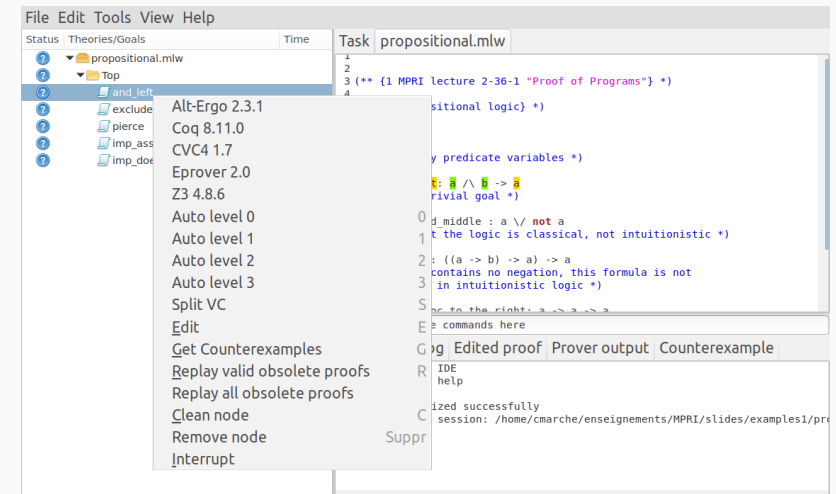 File Edit Tools View Help
Status Theories/Goals Time
propositional.mlw
Top
and_left
exclude
pierce
imp_ass
imp_doe
Alt-Ergo 2.3.1
Coq 8.11.0
CVC4 1.7
Eprover 2.0
Z3 4.8.6
Auto level 0 0
Auto level 1 1
Auto level 2 2
Auto level 3 3
Split VC S
Edit E
Get Counterexamples G
Replay valid obsolete proofs R
Replay all obsolete proofs
Clean node C
Remove node Suppr
Interrupt
Task propositional.mlw
1
2
3 (** {1 MPRI lecture 2-36-1 "Proof of Programs"} *)
4
sitional logic} *)
y predicate variables *)
t: a /\ b -> a
rivial goal *)
d_middle : a \/ not a
t the logic is classical, not intuitionistic *)
: ((a -> b) -> a) -> a
contains no negation, this formula is not
in intuitionistic logic *)
oc to the right: a -> a -> a
e commands here
og Edited proof Prover output Counterexample
IDE
help
ized successfully
session: /home/cmarche/enseignements/MPRI/slides/examples1/pro